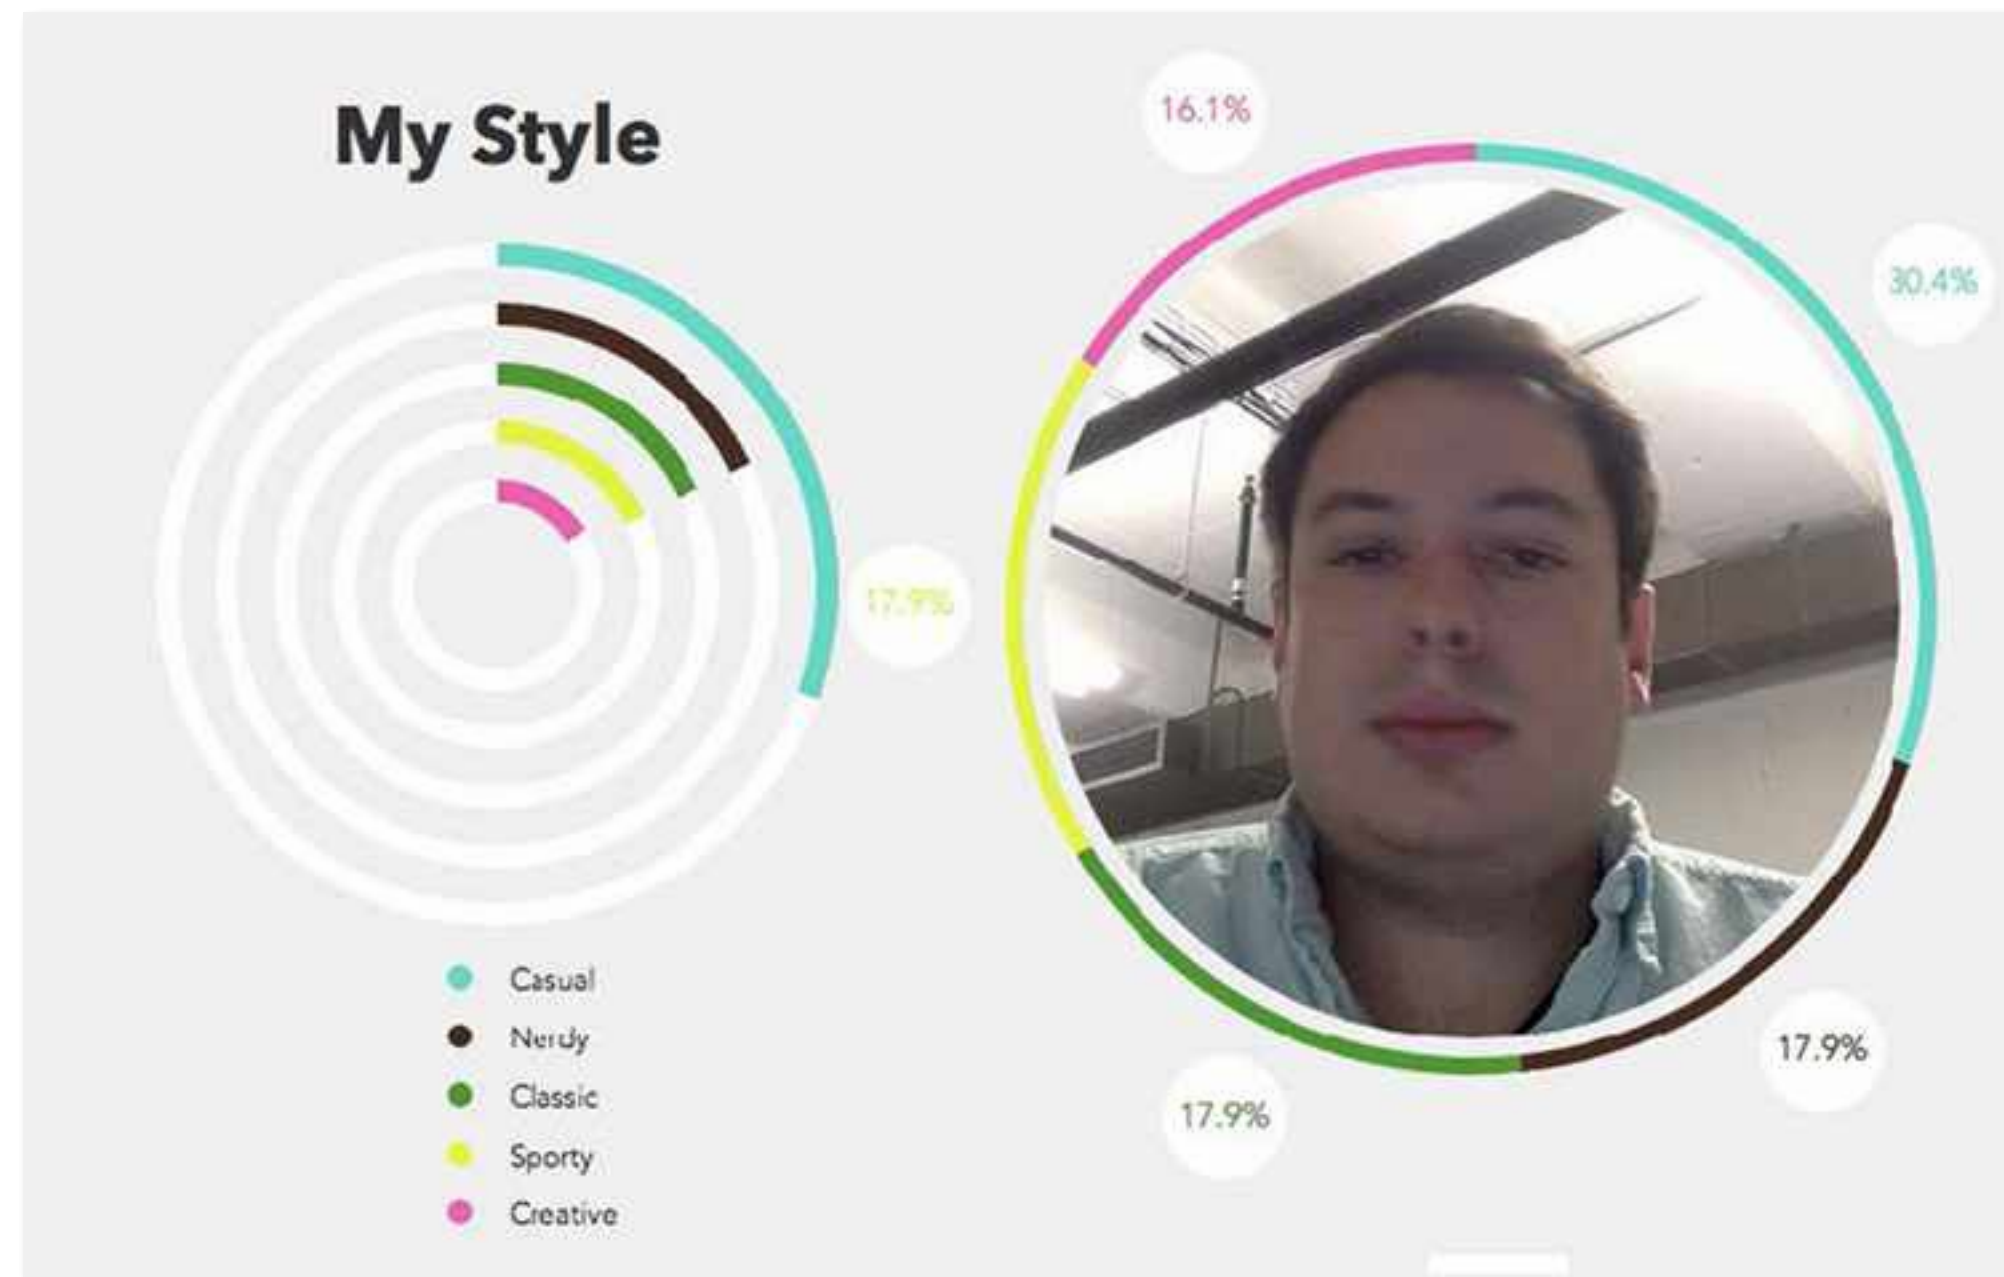 My Style
16.1%
30.4%
17.9%
Casual
Nerdy
Classic
Sporty
Creative
17.9%
17.9%